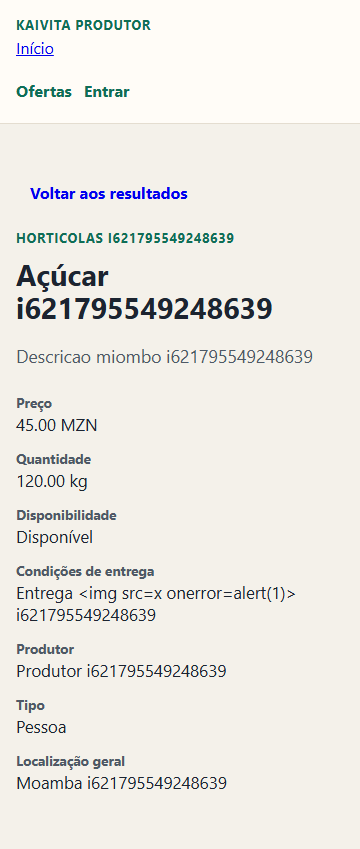 KAIVITA PRODUTOR
Início
Ofertas Entrar
Voltar aos resultados
HORTICOLAS I621795549248639
Açúcar
i621795549248639
Descricao miombo i621795549248639
Preço
45.00 MZN
Quantidade
120.00 kg
Disponibilidade
Disponível
Condições de entrega
Entrega <img src=x onerror=alert(1)>
i621795549248639
Produtor
Produtor i621795549248639
Tipo
Pessoa
Localização geral
Moamba i621795549248639